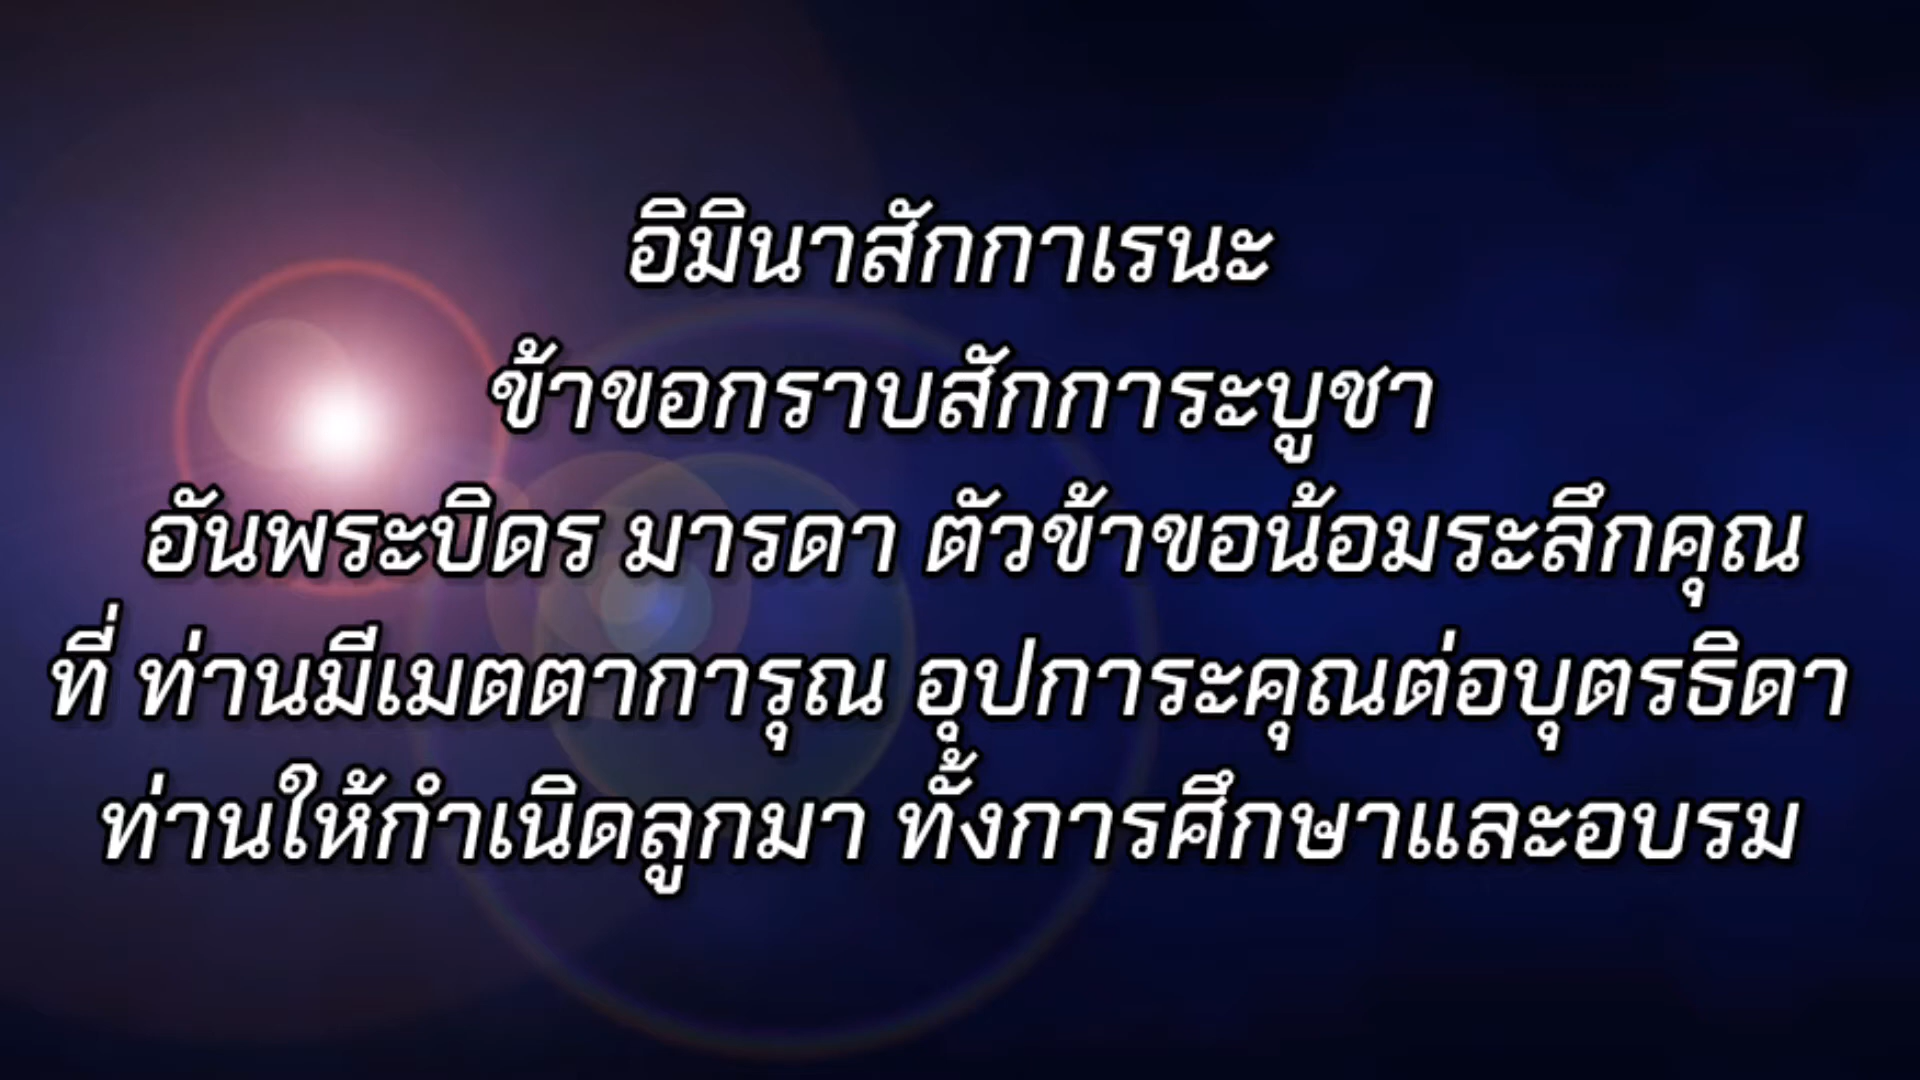 อิมินาสักกาเรนะ
ข้าขอกราบสักการะบูชา
อันพระบิดร มารดา ตัวข้าขอน้อมระลึกคุณ
ที่ ท่านมีเมตตาการุณ อุปการะคุณต่อบุตรธิดา
ท่านให้กำเนิดลูกมา ทั้งการศึกษาและอบรม